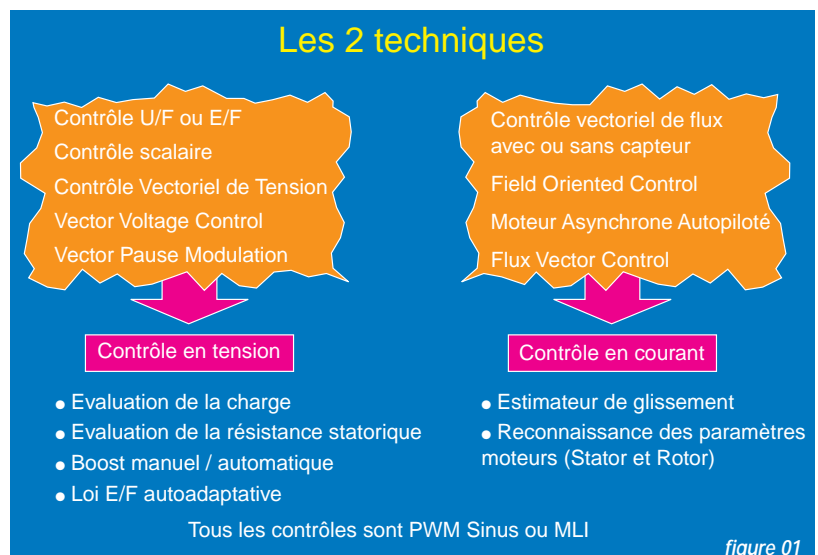 Les 2 techniques
Contrôle U/F ou E/F
Contrôle scalaire
Contrôle Vectoriel de Tension
Vector Voltage Control
Vector Pause Modulation
Contrôle en tension
● Evaluation de la charge
● Evaluation de la résistance statorique
● Boost manuel / automatique
● Loi E/F autoadaptative
Contrôle vectoriel de flux
avec ou sans capteur
Field Oriented Control
Moteur Asynchrone Autopiloté
Flux Vector Control
Contrôle en courant
● Estimateur de glissement
● Reconnaissance des paramètres
moteurs (Stator et Rotor)
Tous les contrôles sont PWM Sinus ou MLI
figure 01